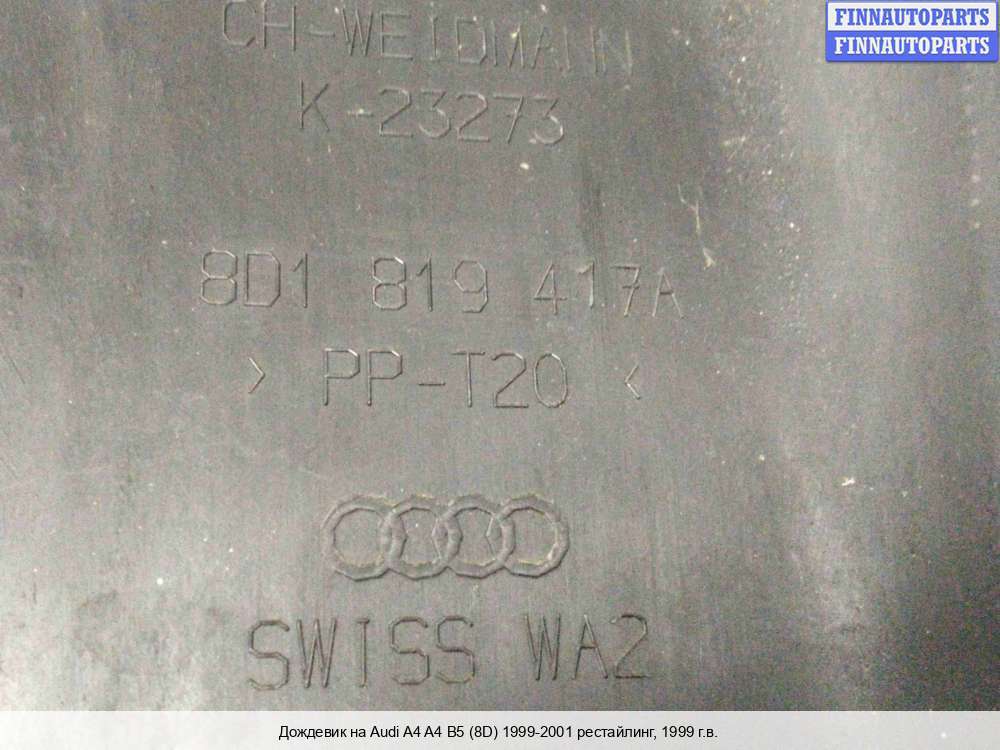 FINNAUTOPARTS
FINNAUTOPARTS
CH-WEIDMANN
K-23273
8D1 819 417A
> PP-T20 <
SWISS WA2
Дождевик на Audi A4 A4 B5 (8D) 1999-2001 рестайлинг, 1999 г.в.